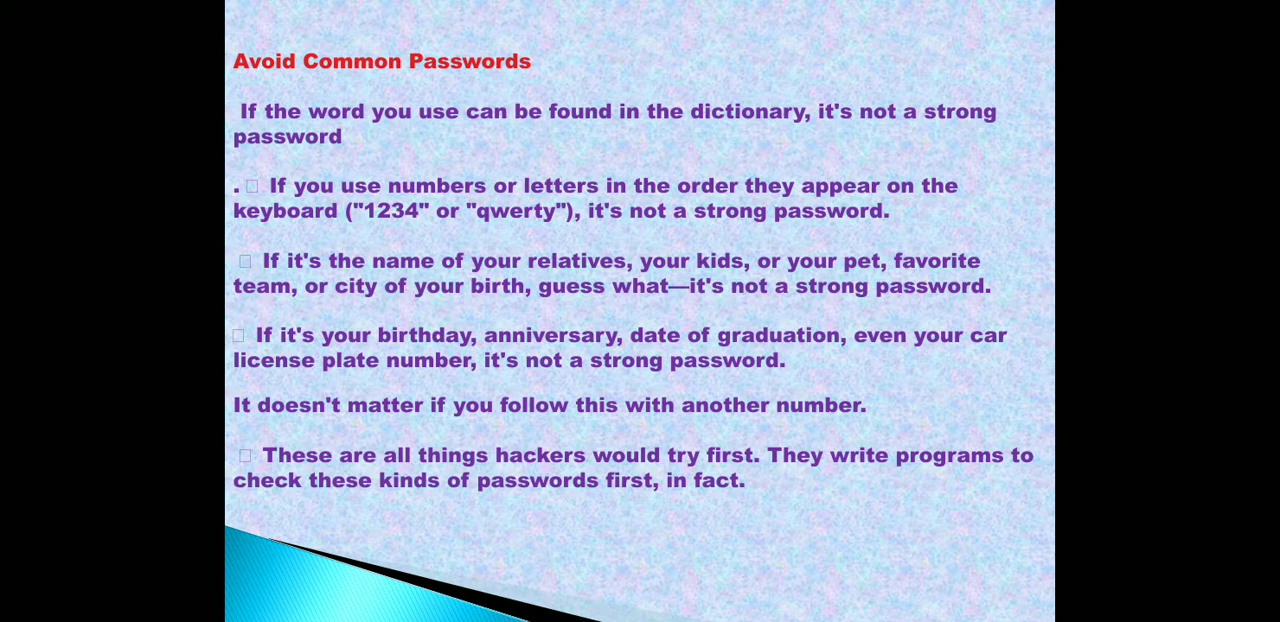 Avoid Common Passwords
If the word you use can be found in the dictionary, it's not a strong
password
. If you use numbers or letters in the order they appear on the
keyboard ("1234" or "qwerty"), it's not a strong password.
If it's the name of your relatives, your kids, or your pet, favorite
team, or city of your birth, guess what—it's not a strong password.
If it's your birthday, anniversary, date of graduation, even your car
license plate number, it's not a strong password.
It doesn't matter if you follow this with another number.
These are all things hackers would try first. They write programs to
check these kinds of passwords first, in fact.